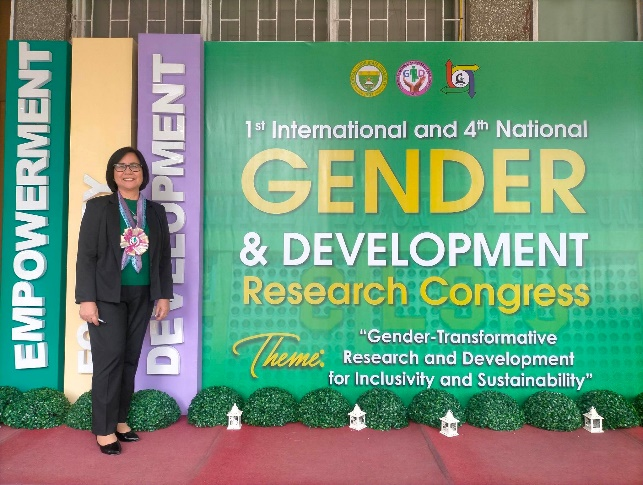 EMPOWERMENT
DEVELOPMENT
1st International and 4th National
GENDER
& DEVELOPMENT
Research Congress
Theme:
"Gender-Transformative
Research and Development
for Inclusivity and Sustainability"